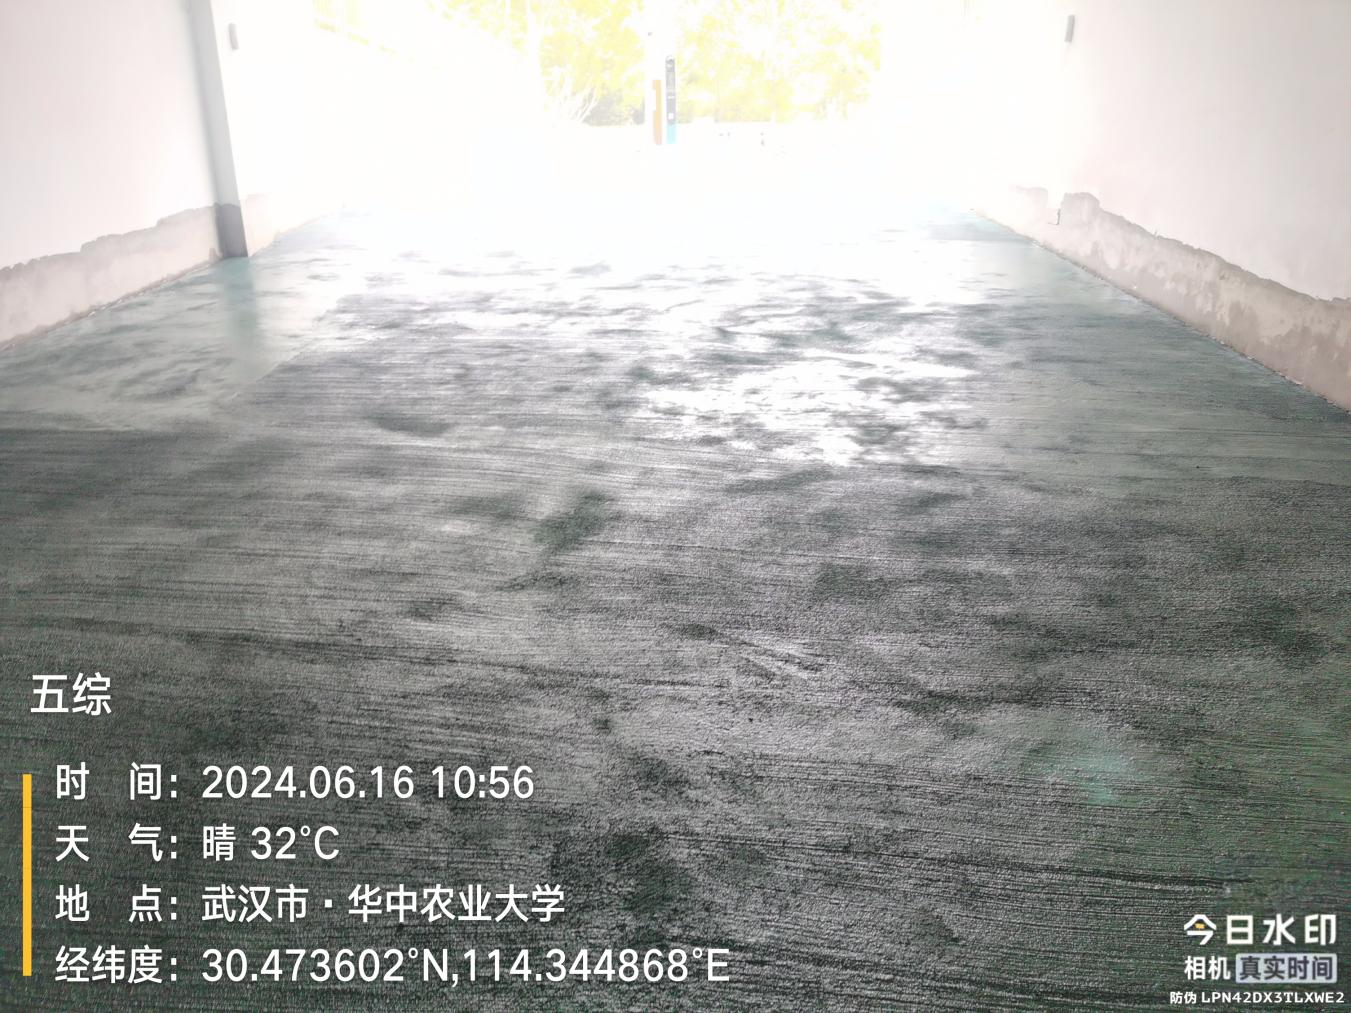 五综
时 间：2024.06.16 10:56
天 气：晴 32°C
地 点：武汉市·华中农业大学
经纬度：30.473602°N,114.344868°E
今日水印
相机 真实时间
防伪 LPN42DX3TLXWE2